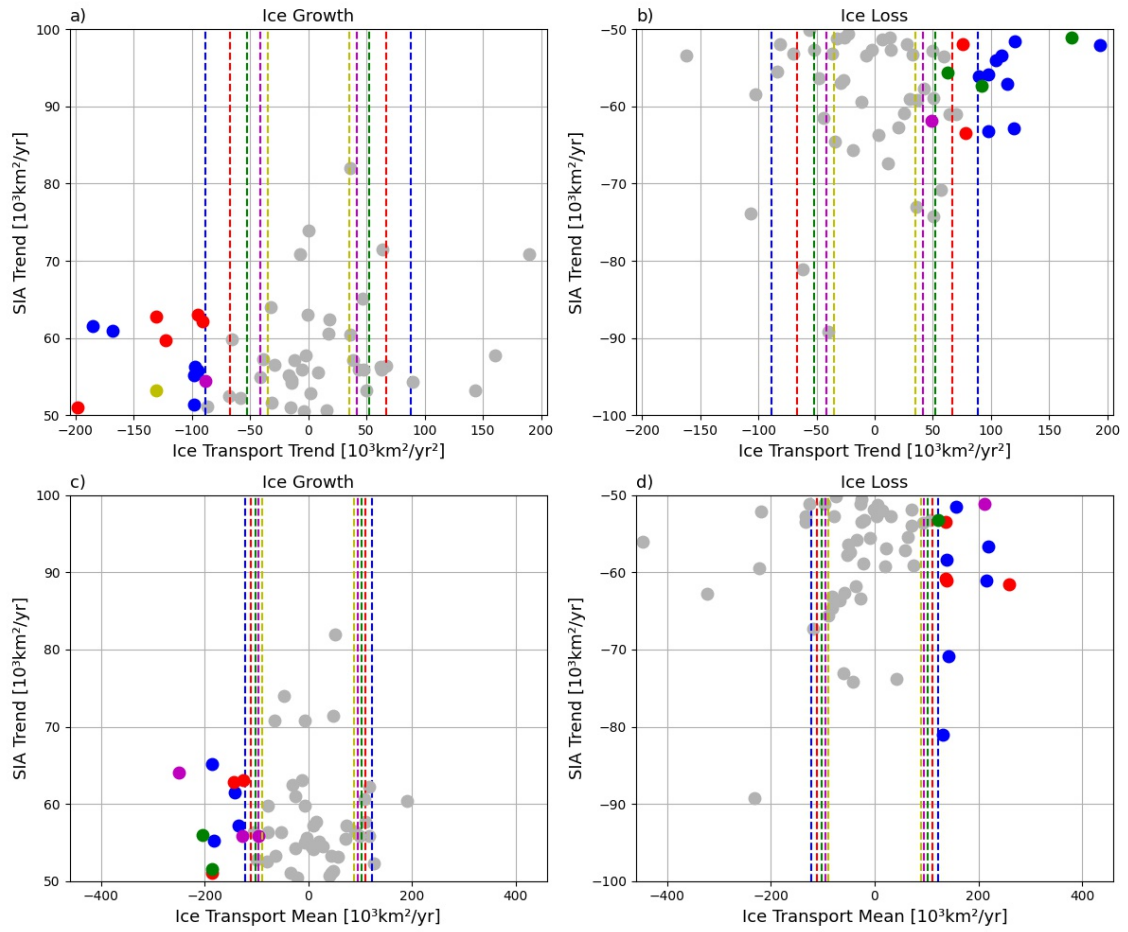 a) Ice Growth
100
90
80
70
60
50
SIA Trend [10³km²/yr]
−200 −150 −100 −50 0 50 100 150 200
Ice Transport Trend [10³km²/yr²]
b) Ice Loss
−50
−60
−70
−80
−90
−100
SIA Trend [10³km²/yr]
−200 −150 −100 −50 0 50 100 150 200
Ice Transport Trend [10³km²/yr²]
c) Ice Growth
100
90
80
70
60
50
SIA Trend [10³km²/yr]
−400 −200 0 200 400
Ice Transport Mean [10³km²/yr]
d) Ice Loss
−50
−60
−70
−80
−90
−100
SIA Trend [10³km²/yr]
−400 −200 0 200 400
Ice Transport Mean [10³km²/yr]